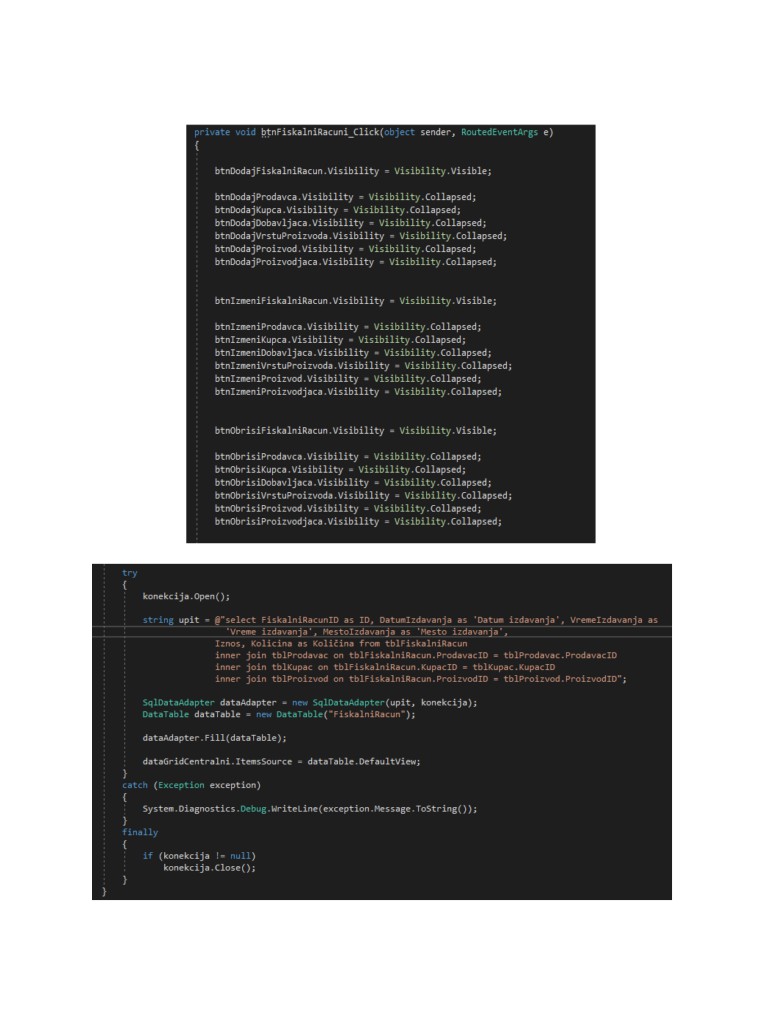 private void btnFiskalniRacuni_Click(object sender, RoutedEventArgs e)
{
btnDodajFiskalniRacun.Visibility = Visibility.Visible;
btnDodajProdavca.Visibility = Visibility.Collapsed;
btnDodajKupca.Visibility = Visibility.Collapsed;
btnDodajDobavljaca.Visibility = Visibility.Collapsed;
btnDodajVrstuProizvoda.Visibility = Visibility.Collapsed;
btnDodajProizvod.Visibility = Visibility.Collapsed;
btnDodajProizvodjaca.Visibility = Visibility.Collapsed;
btnIzmeniFiskalniRacun.Visibility = Visibility.Visible;
btnIzmeniProdavca.Visibility = Visibility.Collapsed;
btnIzmeniKupca.Visibility = Visibility.Collapsed;
btnIzmeniDobavljaca.Visibility = Visibility.Collapsed;
btnIzmeniVrstuProizvoda.Visibility = Visibility.Collapsed;
btnIzmeniProizvod.Visibility = Visibility.Collapsed;
btnIzmeniProizvodjaca.Visibility = Visibility.Collapsed;
btnObrisiFiskalniRacun.Visibility = Visibility.Visible;
btnObrisiProdavca.Visibility = Visibility.Collapsed;
btnObrisiKupca.Visibility = Visibility.Collapsed;
btnObrisiDobavljaca.Visibility = Visibility.Collapsed;
btnObrisiVrstuProizvoda.Visibility = Visibility.Collapsed;
btnObrisiProizvod.Visibility = Visibility.Collapsed;
btnObrisiProizvodjaca.Visibility = Visibility.Collapsed;
try
{
konekcija.Open();
string upit = @"select FiskalniRacunID as ID, DatumIzdavanja as 'Datum izdavanja', VremeIzdavanja as
'Vreme izdavanja', MestoIzdavanja as 'Mesto izdavanja',
Iznos, Kolicina as Količina from tblFiskalniRacun
inner join tblProdavac on tblFiskalniRacun.ProdavacID = tblProdavac.ProdavacID
inner join tblKupac on tblFiskalniRacun.KupacID = tblKupac.KupacID
inner join tblProizvod on tblFiskalniRacun.ProizvodID = tblProizvod.ProizvodID";
SqlDataAdapter dataAdapter = new SqlDataAdapter(upit, konekcija);
DataTable dataTable = new DataTable("FiskalniRacun");
dataAdapter.Fill(dataTable);
dataGridCentralni.ItemsSource = dataTable.DefaultView;
}
catch (Exception exception)
{
System.Diagnostics.Debug.WriteLine(exception.Message.ToString());
}
finally
{
if (konekcija != null)
konekcija.Close();
}
}